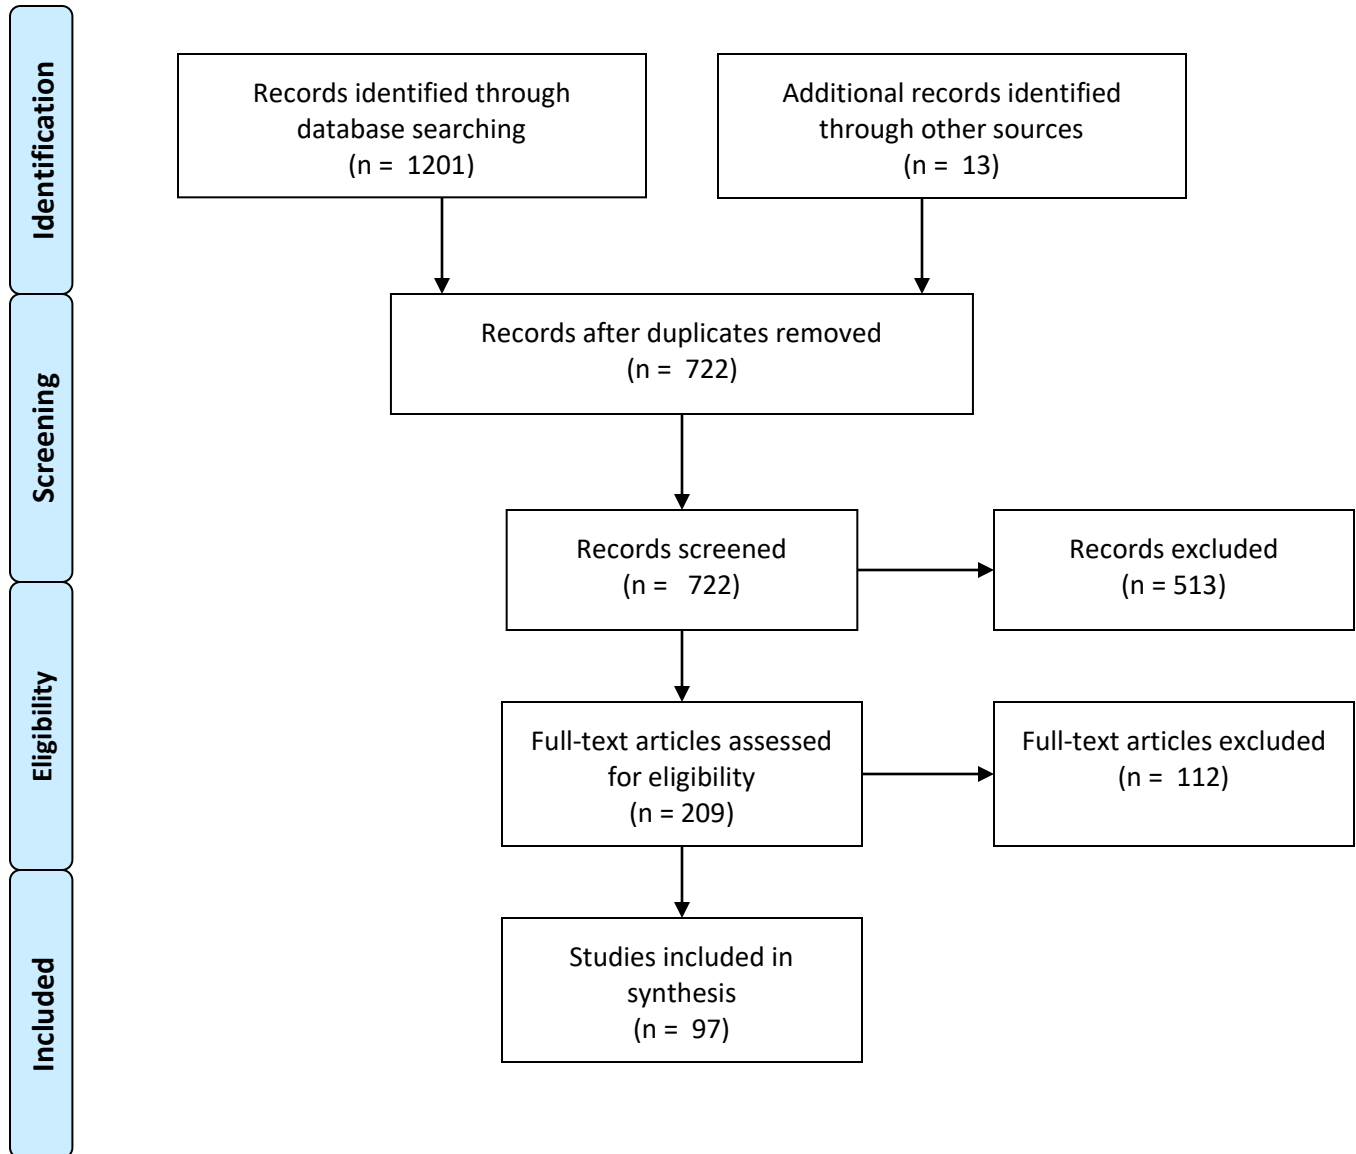 Identification
Records identified through
database searching
(n =  1201)
Additional records identified
through other sources
(n =  13)
Screening
Records after duplicates removed
(n =  722)
Records screened
(n =   722)
Records excluded
(n = 513)
Eligibility
Full-text articles assessed
for eligibility
(n = 209)
Full-text articles excluded
(n =  112)
Included
Studies included in
synthesis
(n =  97)